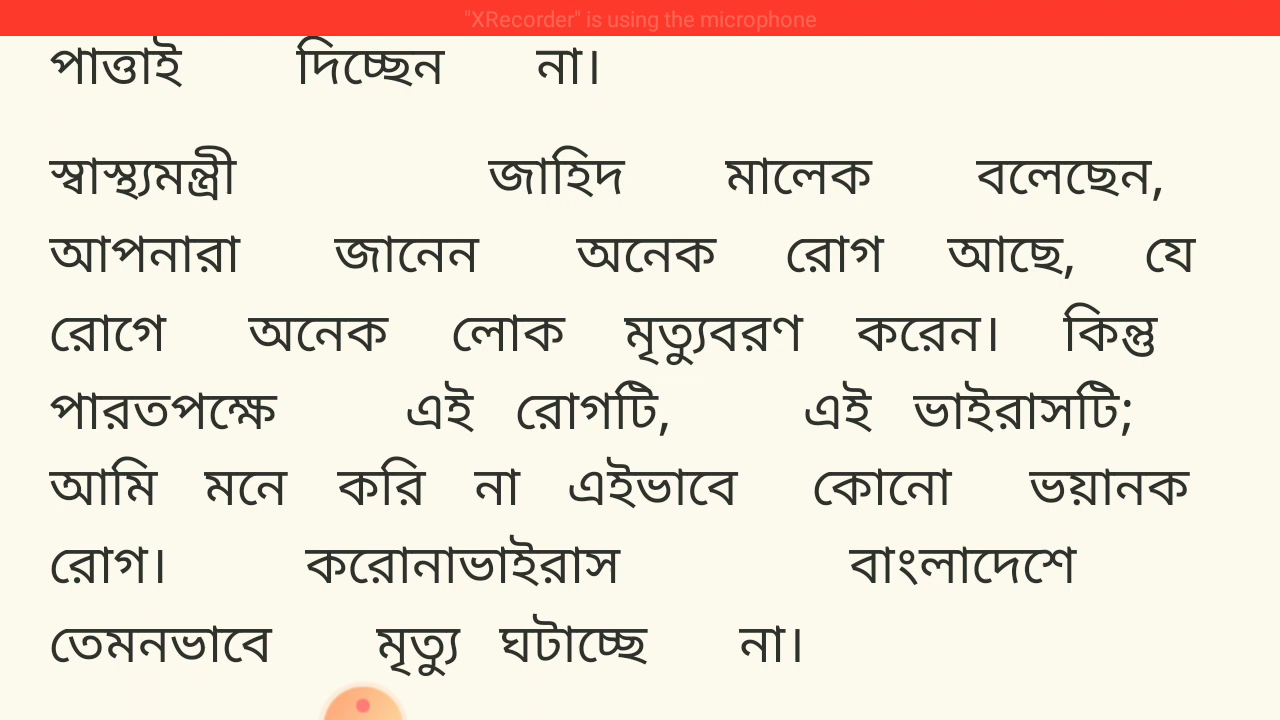 "XRecorder" is using the microphone
পাত্তাই দিচ্ছেন না।
স্বাস্থ্যমন্ত্রী জাহিদ মালেক বলেছেন,
আপনারা জানেন অনেক রোগ আছে, যে
রোগে অনেক লোক মৃত্যুবরণ করেন। কিন্তু
পারতপক্ষে এই রোগটি, এই ভাইরাসটি;
আমি মনে করি না এইভাবে কোনো ভয়ানক
রোগ। করোনাভাইরাস বাংলাদেশে
তেমনভাবে মৃত্যু ঘটাচ্ছে না।